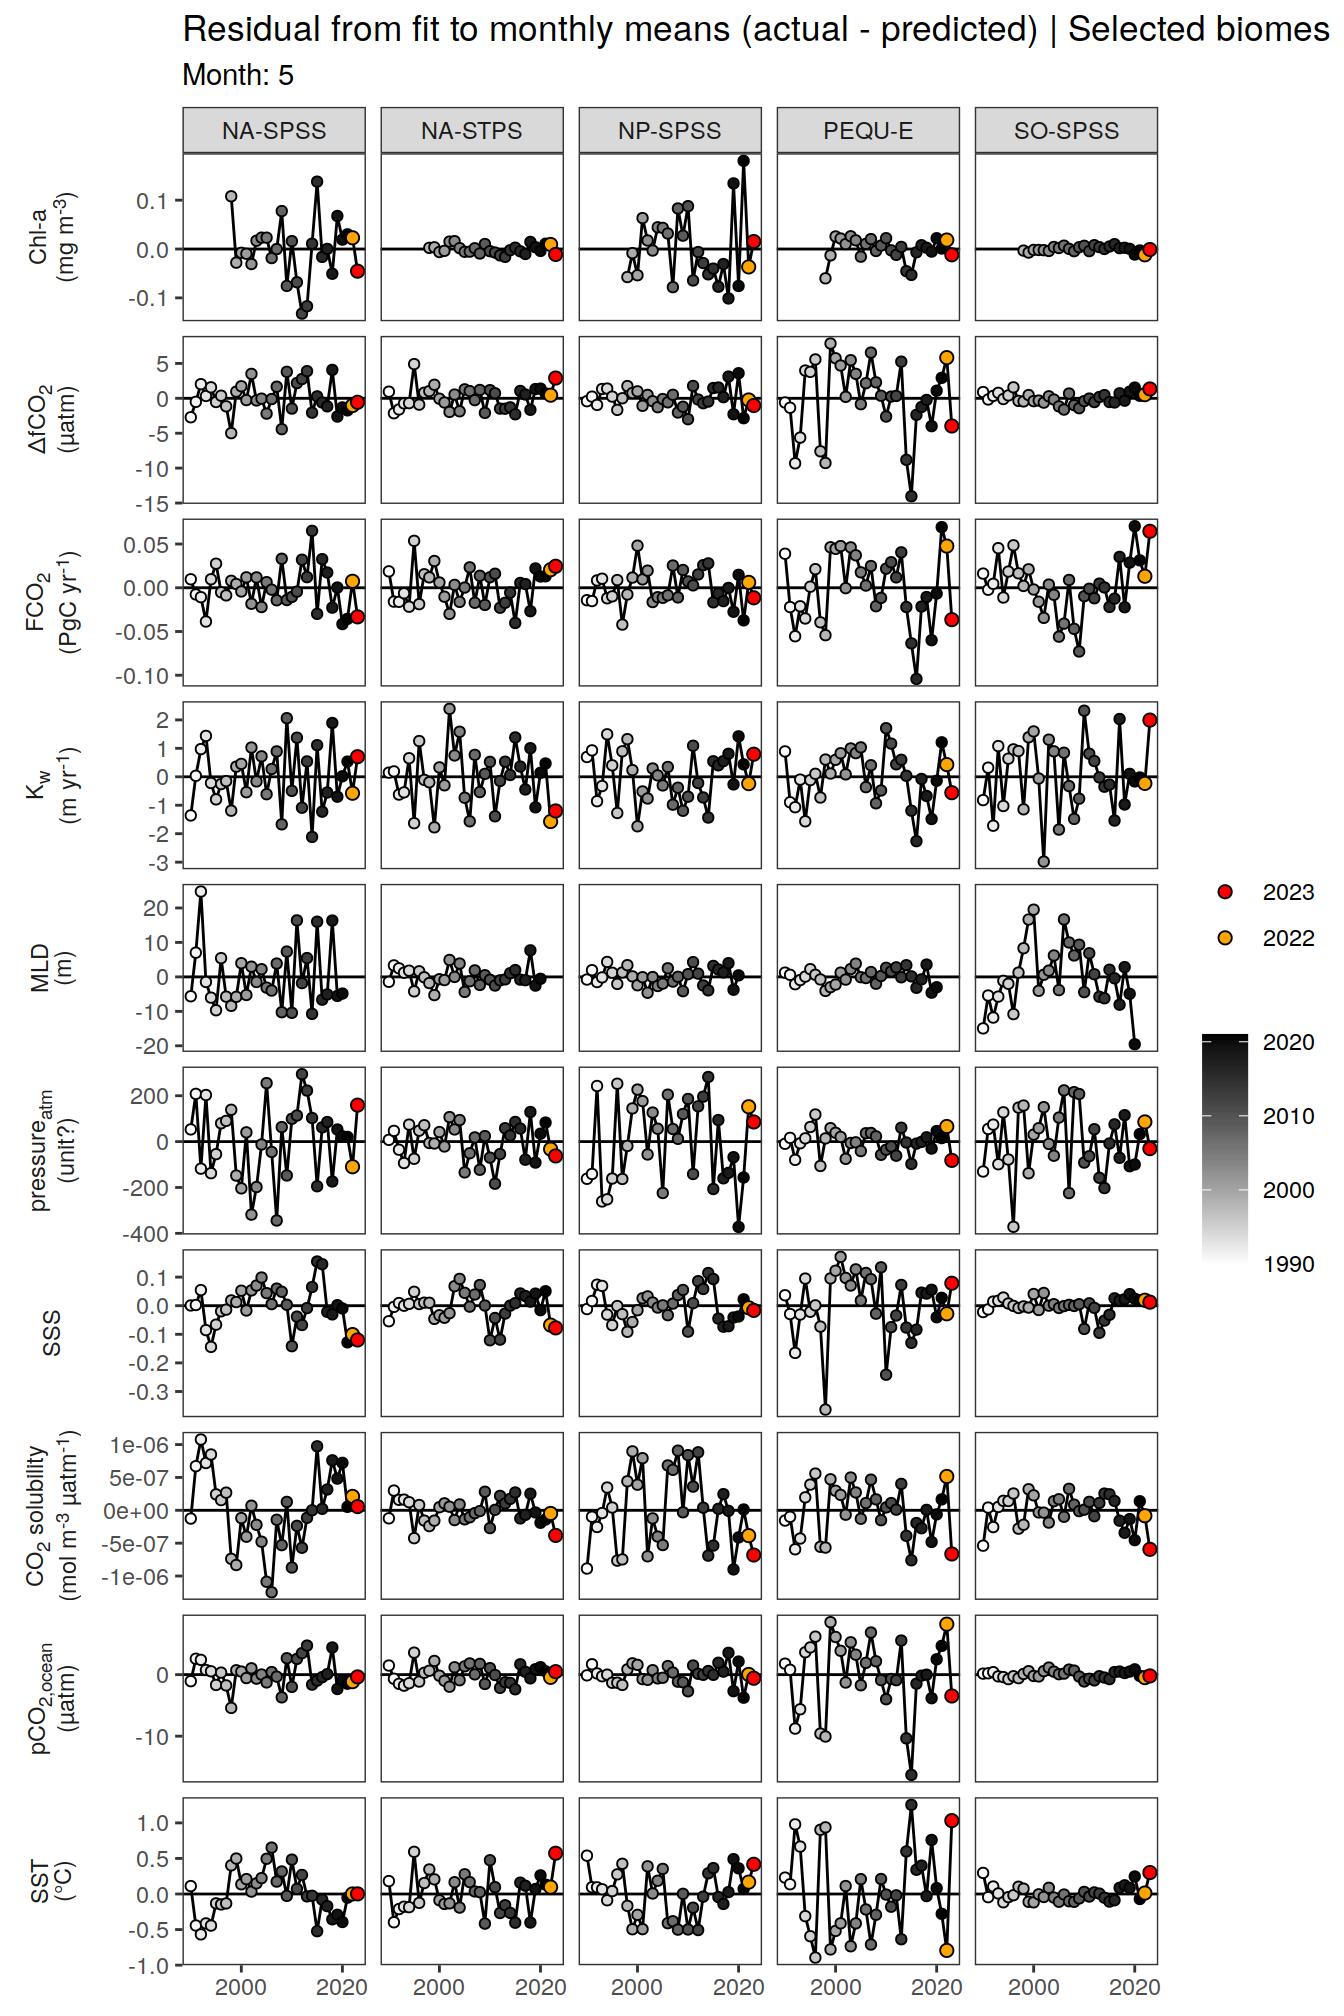 Residual from fit to monthly means (actual - predicted) | Selected biomes
Month: 5
NA-SPSS NA-STPS NP-SPSS PEQU-E SO-SPSS
Chl-a
(mg m⁻³)
0.1
0.0
-0.1
ΔfCO₂
(µatm)
5
0
-5
-10
-15
FCO₂
(PgC yr⁻¹)
0.05
0.00
-0.05
-0.10
K_w
(m yr⁻¹)
2
1
0
-1
-2
-3
MLD
(m)
20
10
0
-10
-20
pressure_atm
(unit?)
200
0
-200
-400
SSS
0.1
0.0
-0.1
-0.2
-0.3
CO₂ solubility
(mol m⁻³ µatm⁻¹)
1e-06
5e-07
0e+00
-5e-07
-1e-06
pCO₂,ocean
(µatm)
0
-10
SST
(°C)
1.0
0.5
0.0
-0.5
-1.0
2000 2020 2000 2020 2000 2020 2000 2020 2000 2020
2023
2022
2020
2010
2000
1990